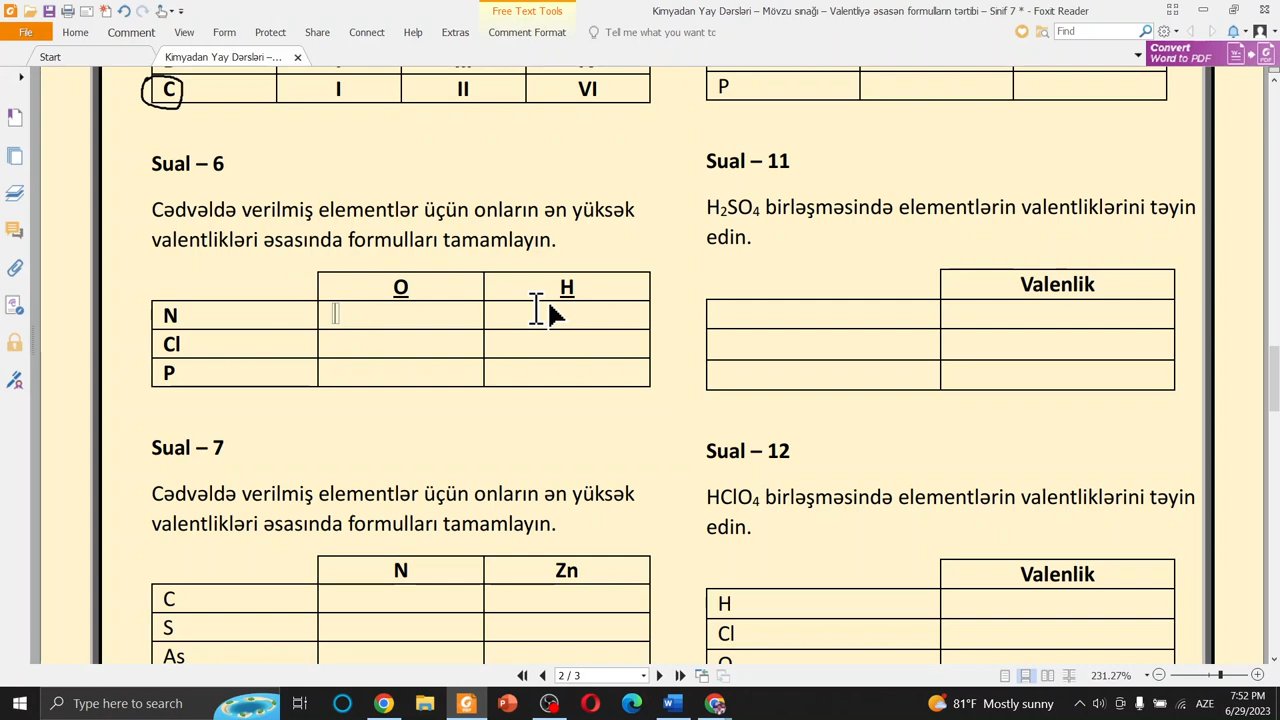 Free Text Tools
Kimyadan Yay Dərsləri – Mövzu sınağı – Valentliyə əsasən formulların tərtibi – Sinif 7 * - Foxit Reader
File Home Comment View Form Protect Share Connect Help Extras Comment Format Tell me what you want tc Find
Start Kimyadan Yay Dərsləri –... Convert Word to PDF
C I II VI
P
Sual – 6
Cədvəldə verilmiş elementlər üçün onların ən yüksək
valentlikləri əsasında formulları tamamlayın.
O H
N
Cl
P
Sual – 7
Cədvəldə verilmiş elementlər üçün onların ən yüksək
valentlikləri əsasında formulları tamamlayın.
N Zn
C
S
As
Sual – 11
H₂SO₄ birləşməsində elementlərin valentliklərini təyin
edin.
Valenlik
Sual – 12
HClO₄ birləşməsində elementlərin valentliklərini təyin
edin.
Valenlik
H
Cl
O
2 / 3 231.27%
Type here to search 81°F Mostly sunny AZE 7:52 PM
6/29/2023